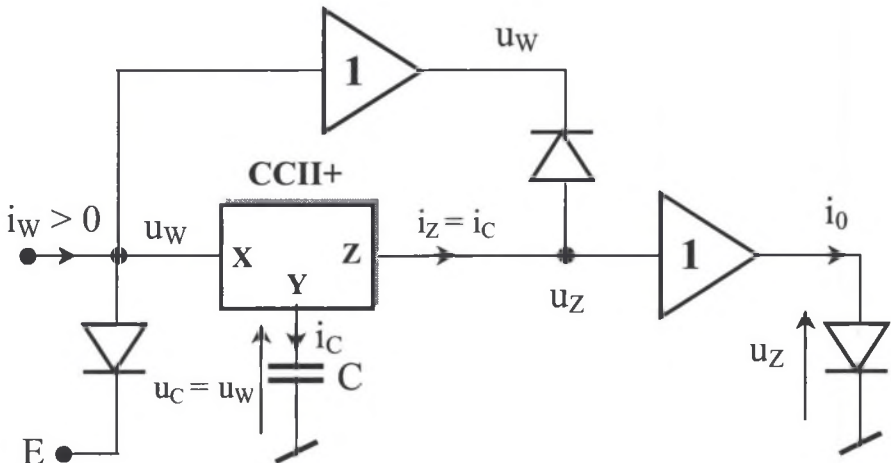 u_W
1
CCII+
i_W > 0
u_W
X
Z
Y
i_Z = i_C
u_Z
1
i_0
i_C
u_C = u_W
C
u_Z
E